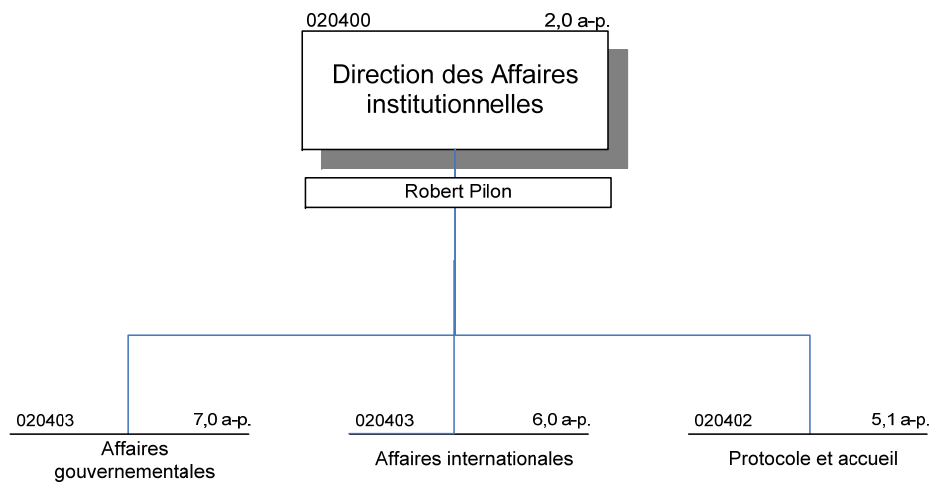 020400 2,0 a-p.
Direction des Affaires
institutionnelles
Robert Pilon
020403 7,0 a-p.
Affaires
gouvernementales
020403 6,0 a-p.
Affaires internationales
020402 5,1 a-p.
Protocole et accueil